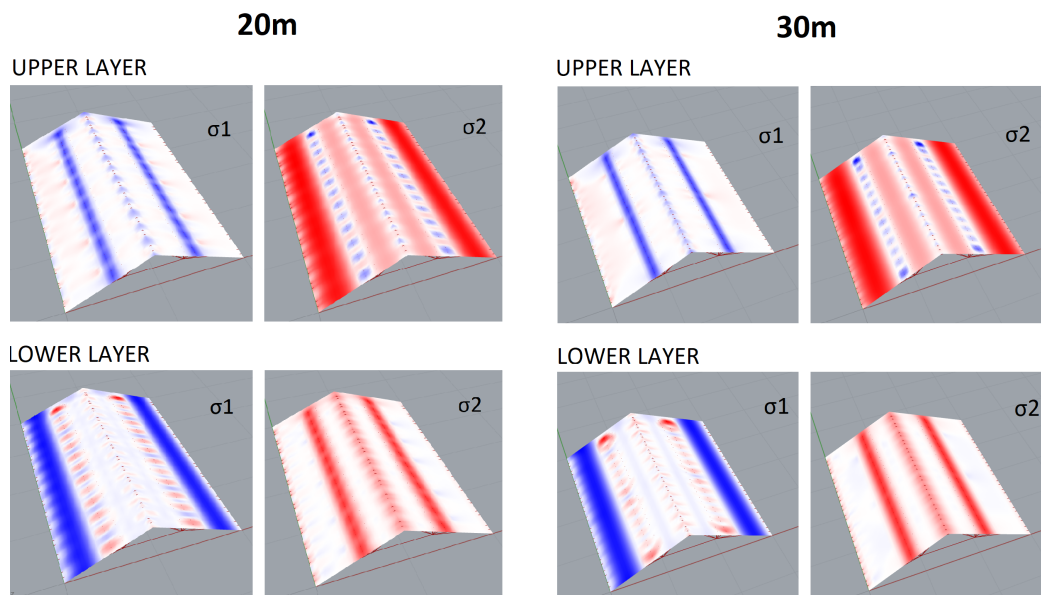 20m
30m
UPPER LAYER
UPPER LAYER
σ1
σ2
σ1
σ2
LOWER LAYER
LOWER LAYER
σ1
σ2
σ1
σ2